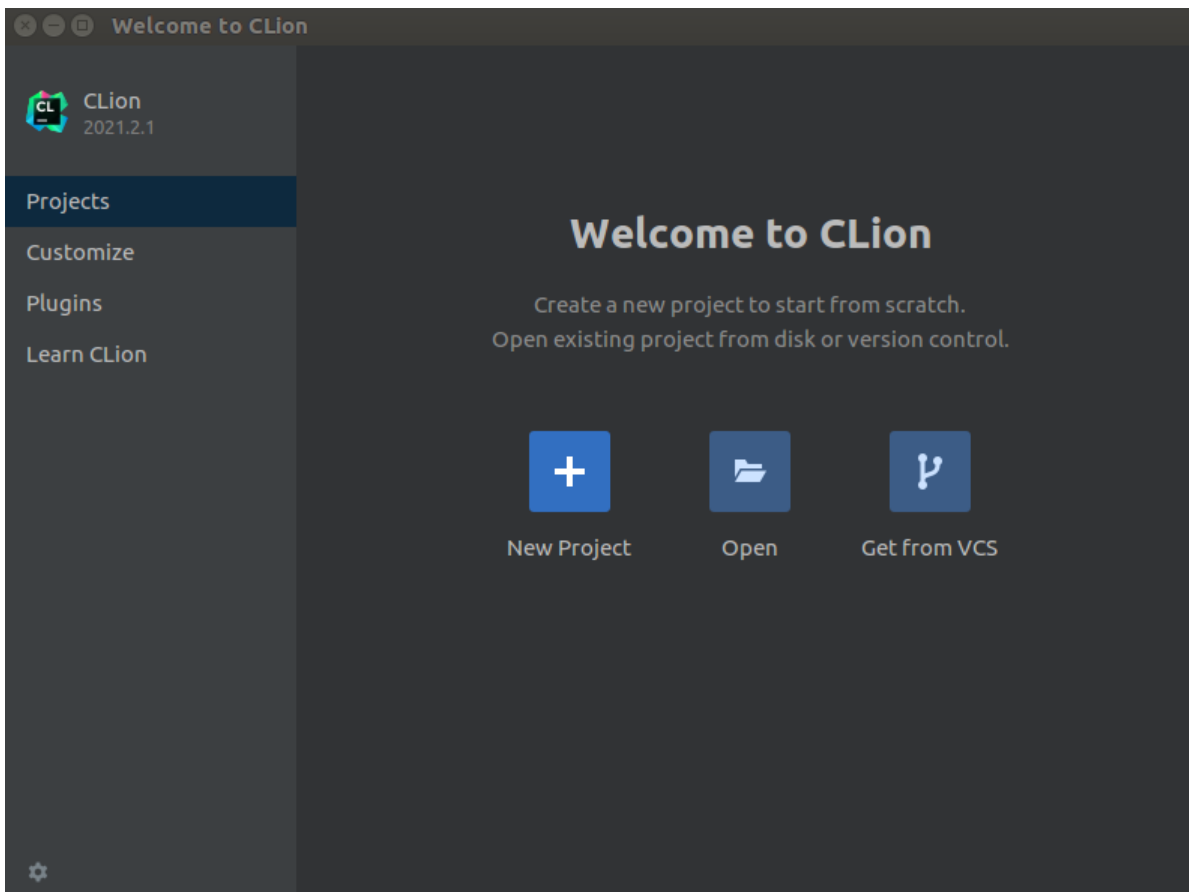 Welcome to CLion
CL
CLion
2021.2.1
Projects
Customize
Plugins
Learn CLion
Welcome to CLion
Create a new project to start from scratch.
Open existing project from disk or version control.
New Project
Open
Get from VCS